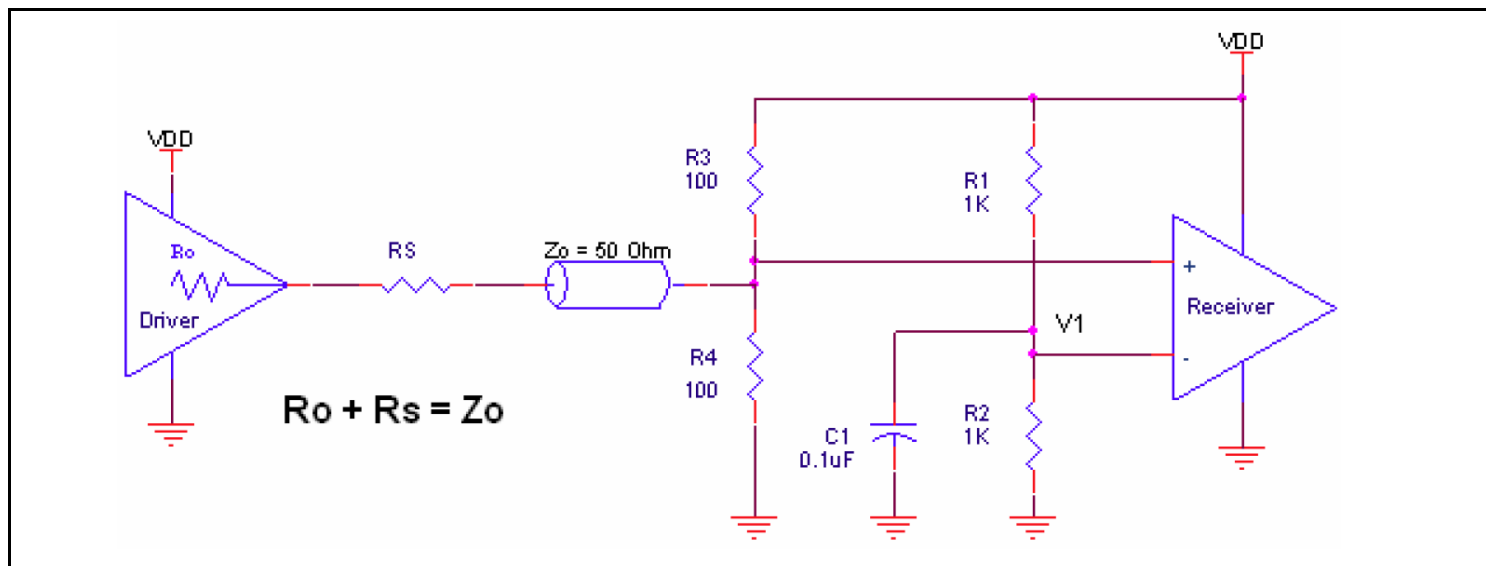 VDD
VDD
R3
100
R1
1K
Ro
RS
Zo = 50 Ohm
+
Driver
Receiver
V1
-
R4
100
Ro + Rs = Zo
C1
0.1uF
R2
1K